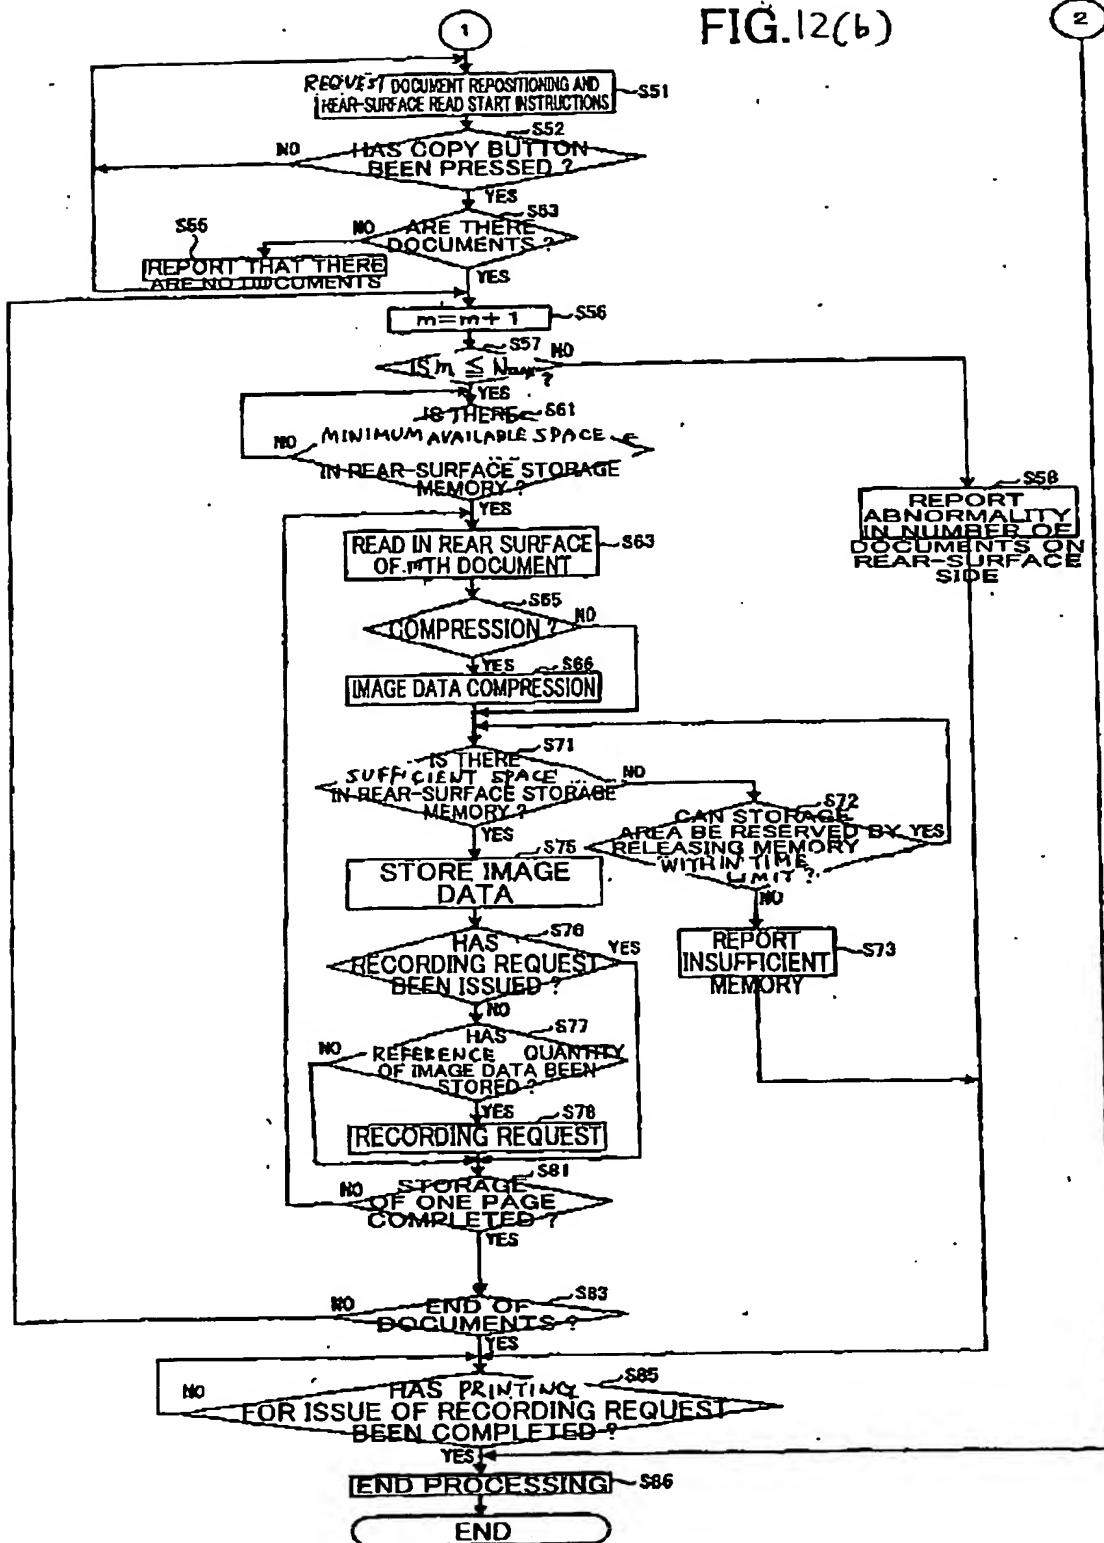 1
FIG.12(b)
2
REQUEST DOCUMENT REPOSITIONING AND
REAR-SURFACE READ START INSTRUCTIONS
S51
S52
NO
HAS COPY BUTTON
BEEN PRESSED ?
YES
S53
S55
NO
ARE THERE
DOCUMENTS ?
REPORT THAT THERE
ARE NO DOCUMENTS
YES
m=m+1
S56
S57
NO
IS m ≦ Nmax ?
YES
IS THERE
S61
NO
MINIMUM AVAILABLE SPACE
IN REAR-SURFACE STORAGE
MEMORY ?
YES
S58
REPORT
ABNORMALITY
IN NUMBER OF
DOCUMENTS ON
REAR-SURFACE
SIDE
READ IN REAR SURFACE
OF mTH DOCUMENT
S63
S65
NO
COMPRESSION ?
YES
S66
IMAGE DATA COMPRESSION
S71
IS THERE
SUFFICIENT SPACE
IN REAR-SURFACE STORAGE
MEMORY ?
NO
YES
S72
CAN STORAGE
AREA BE RESERVED BY
RELEASING MEMORY
WITHIN TIME
LIMIT ?
YES
NO
S75
STORE IMAGE
DATA
REPORT
INSUFFICIENT
MEMORY
S73
S76
HAS
RECORDING REQUEST
BEEN ISSUED ?
YES
NO
S77
NO
HAS
REFERENCE QUANTITY
OF IMAGE DATA BEEN
STORED ?
YES
S78
RECORDING REQUEST
S81
NO
STORAGE
OF ONE PAGE
COMPLETED ?
YES
S83
NO
END OF
DOCUMENTS ?
YES
S85
NO
HAS PRINTING
FOR ISSUE OF RECORDING REQUEST
BEEN COMPLETED ?
YES
END PROCESSING
S86
END